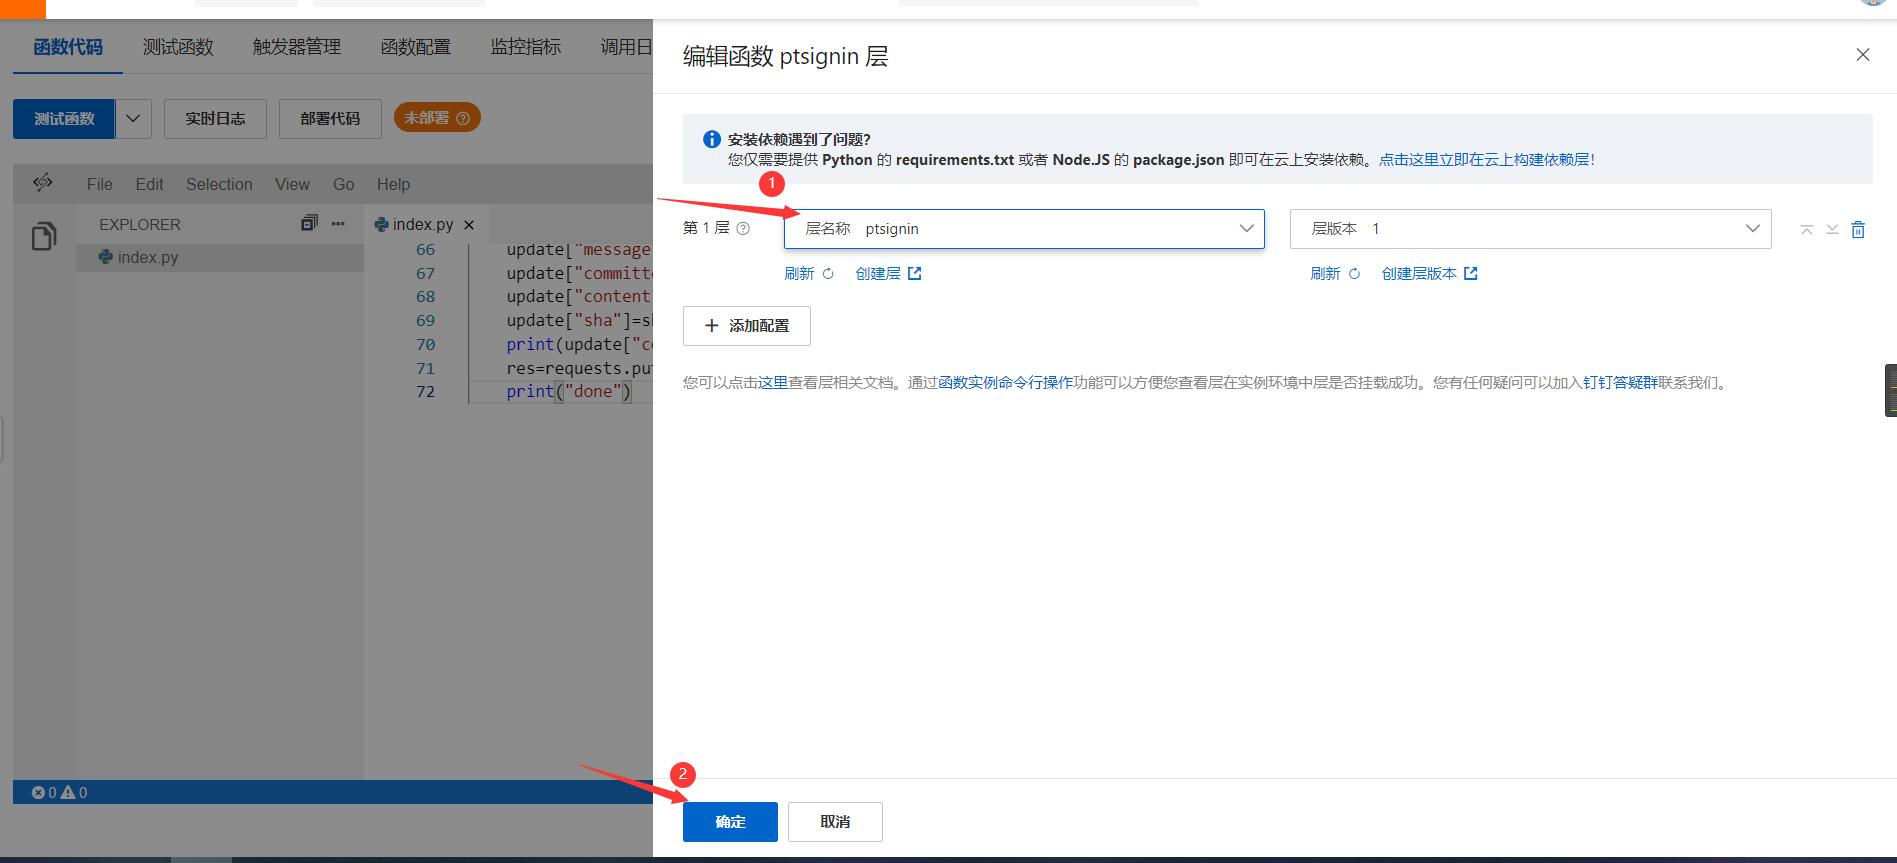 函数代码 测试函数 触发器管理 函数配置 监控指标 调用日
测试函数 实时日志 部署代码 未部署
File Edit Selection View Go Help
EXPLORER
index.py
index.py
66 update["message
67 update["committ
68 update["content
69 update["sha"]=s
70 print(update["c
71 res=requests.pu
72 print("done")
0 0
编辑函数 ptsignin 层
安装依赖遇到了问题?
您仅需要提供 Python 的 requirements.txt 或者 Node.JS 的 package.json 即可在云上安装依赖。点击这里立即在云上构建依赖层!
1
第 1 层 层名称 ptsignin 层版本 1
刷新 创建层 刷新 创建层版本
添加配置
您可以点击这里查看层相关文档。通过函数实例命令行操作功能可以方便您查看层在实例环境中层是否挂载成功。您有任何疑问可以加入钉钉答疑群联系我们。
2
确定 取消